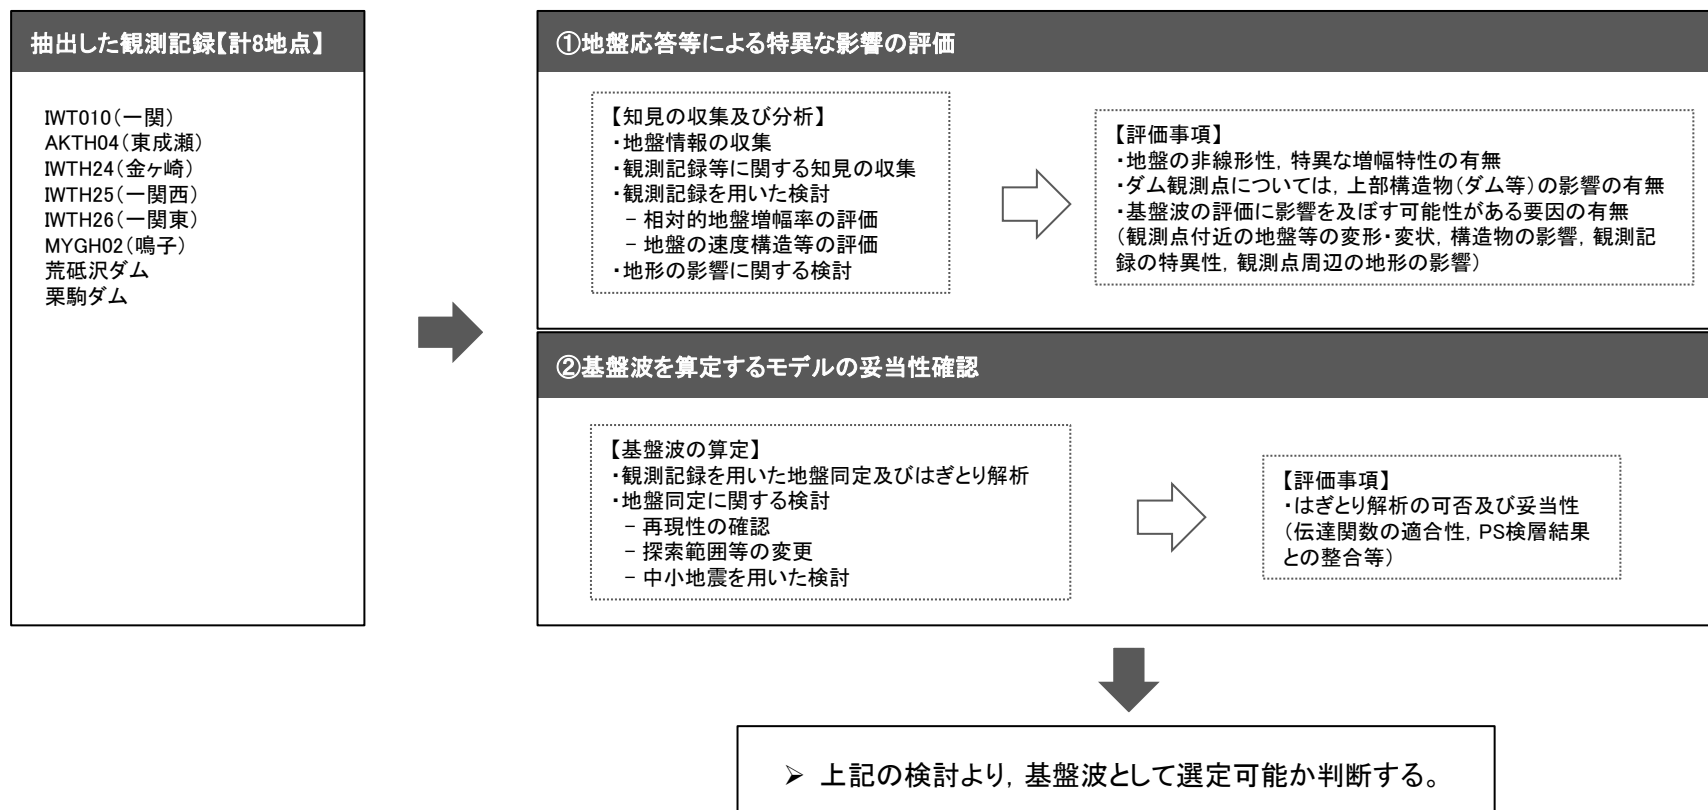 抽出した観測記録【計8地点】
IWT010(一関)
AKTH04(東成瀬)
IWTH24(金ヶ崎)
IWTH25(一関西)
IWTH26(一関東)
MYGH02(鳴子)
荒砥沢ダム
栗駒ダム
①地盤応答等による特異な影響の評価
【知見の収集及び分析】
・地盤情報の収集
・観測記録等に関する知見の収集
・観測記録を用いた検討
－相対的地盤増幅率の評価
－地盤の速度構造等の評価
・地形の影響に関する検討
【評価事項】
・地盤の非線形性，特異な増幅特性の有無
・ダム観測点については，上部構造物(ダム等)の影響の有無
・基盤波の評価に影響を及ぼす可能性がある要因の有無
(観測点付近の地盤等の変形・変状，構造物の影響，観測記
録の特異性，観測点周辺の地形の影響)
②基盤波を算定するモデルの妥当性確認
【基盤波の算定】
・観測記録を用いた地盤同定及びはぎとり解析
・地盤同定に関する検討
－再現性の確認
－探索範囲等の変更
－中小地震を用いた検討
【評価事項】
・はぎとり解析の可否及び妥当性
(伝達関数の適合性，PS検層結果
との整合等)
➢ 上記の検討より，基盤波として選定可能か判断する。